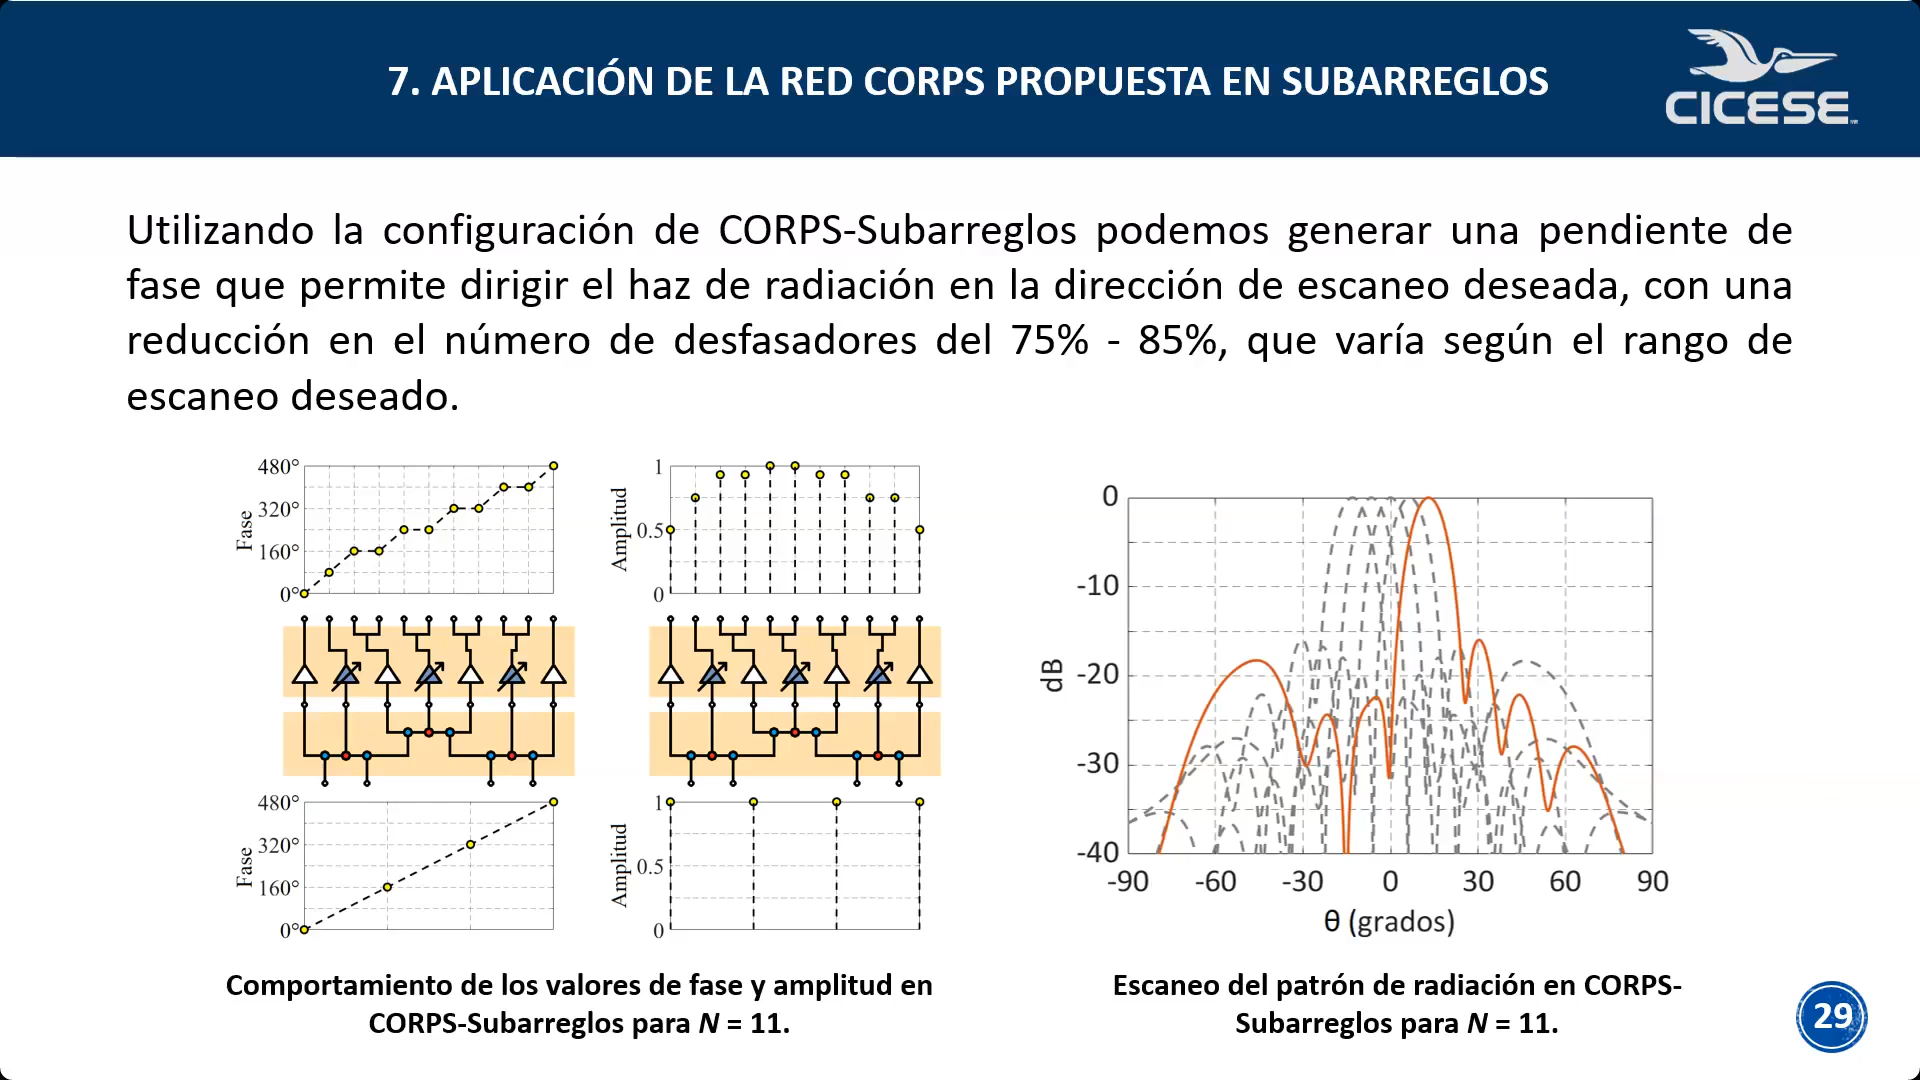 7. APLICACIÓN DE LA RED CORPS PROPUESTA EN SUBARREGLOS
CICESE
Utilizando la configuración de CORPS-Subarreglos podemos generar una pendiente de
fase que permite dirigir el haz de radiación en la dirección de escaneo deseada, con una
reducción en el número de desfasadores del 75% - 85%, que varía según el rango de
escaneo deseado.
480°
320°
160°
0°
Fase
1
0.5
0
Amplitud
480°
320°
160°
0°
Fase
1
0.5
0
Amplitud
0
-10
-20
-30
-40
dB
-90 -60 -30 0 30 60 90
θ (grados)
Comportamiento de los valores de fase y amplitud en
CORPS-Subarreglos para N = 11.
Escaneo del patrón de radiación en CORPS-
Subarreglos para N = 11.
29